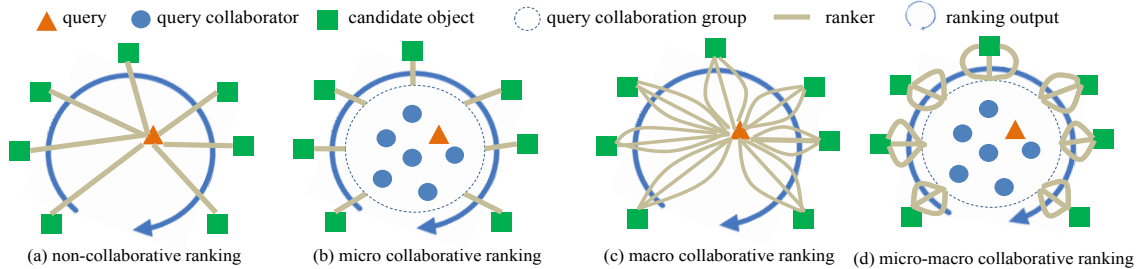 query query collaborator candidate object query collaboration group ranker ranking output
(a) non-collaborative ranking (b) micro collaborative ranking (c) macro collaborative ranking (d) micro-macro collaborative ranking